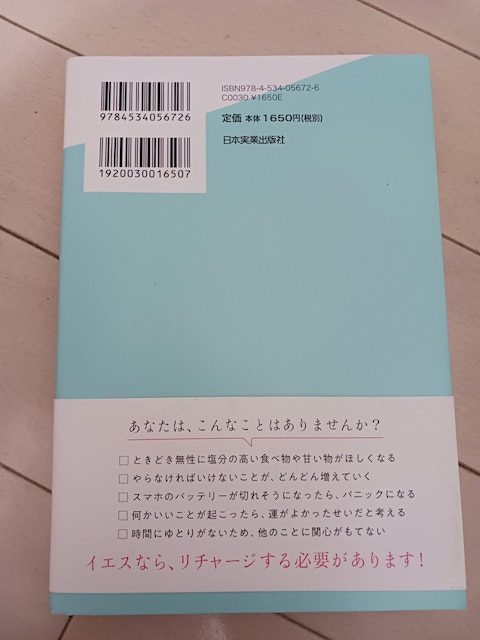 ISBN978-4-534-05672-6
C0030 ¥1650E
9784534056726
定価 本体1650円(税別)
日本実業出版社
1920030016507
あなたは、こんなことはありませんか?
□ときどき無性に塩分の高い食べ物や甘い物がほしくなる
□やらなければいけないことが、どんどん増えていく
□スマホのバッテリーが切れそうになったら、パニックになる
□何かいいことが起こったら、運がよかったせいだと考える
□時間にゆとりがないため、他のことに関心がもてない
イエスなら、リチャージする必要があります!